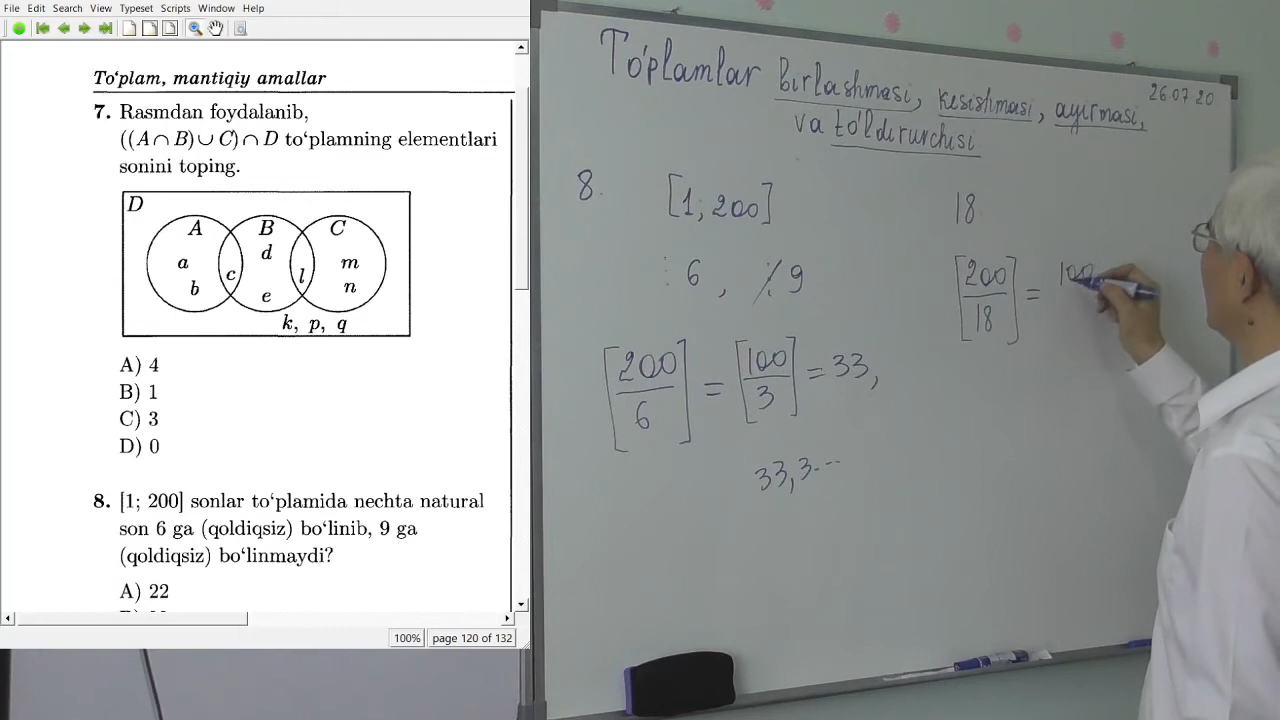 File Edit Search View Typeset Scripts Window Help
To‘plam, mantiqiy amallar
7. Rasmdan foydalanib,
((A ∩ B) ∪ C) ∩ D to‘plamning elementlari
sonini toping.
D
A B C
a d m
c l
b e n
k, p, q
A) 4
B) 1
C) 3
D) 0
8. [1; 200] sonlar to‘plamida nechta natural
son 6 ga (qoldiqsiz) bo‘linib, 9 ga
(qoldiqsiz) bo‘linmaydi?
A) 22
100% page 120 of 132
To'plamlar birlashmasi, kesishmasi, ayirmasi,
va to'ldiruvchisi
26.07 20
8. [1; 200]
⋮ 6, ⋮̸ 9
[200/6] = [100/3] = 33,
33,3...
18
[200/18] = 100